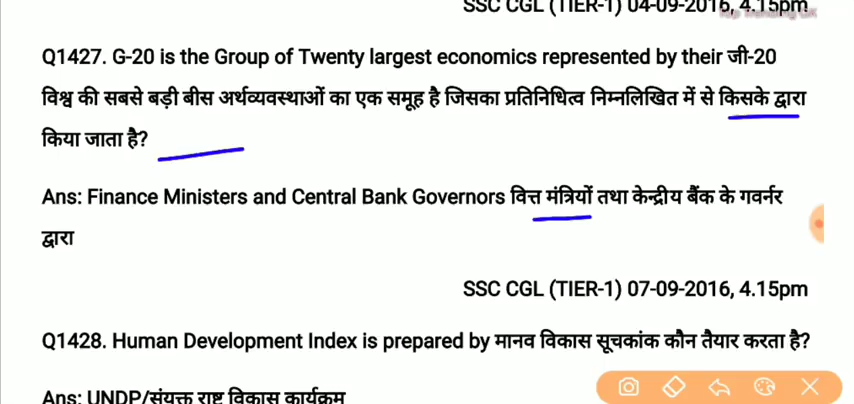 SSC CGL (TIER-1) 04-09-2016, 4.15pm
Q1427. G-20 is the Group of Twenty largest economics represented by their जी-20
विश्व की सबसे बड़ी बीस अर्थव्यवस्थाओं का एक समूह है जिसका प्रतिनिधित्व निम्नलिखित में से किसके द्वारा
किया जाता है?
Ans: Finance Ministers and Central Bank Governors वित्त मंत्रियों तथा केन्द्रीय बैंक के गवर्नर
द्वारा
SSC CGL (TIER-1) 07-09-2016, 4.15pm
Q1428. Human Development Index is prepared by मानव विकास सूचकांक कौन तैयार करता है?
Ans: UNDP/संयुक्त राष्ट्र विकास कार्यक्रम